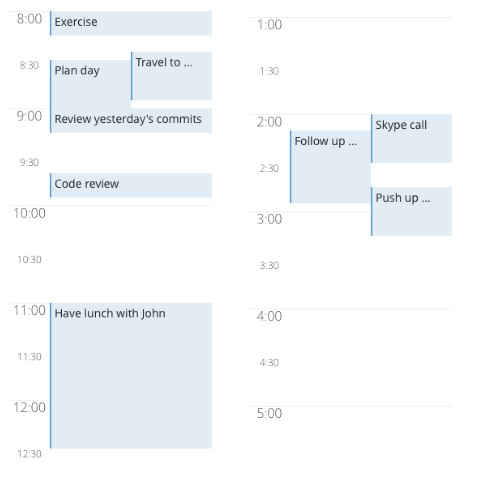 8:00
Exercise
8:30
Plan day
Travel to ...
9:00
Review yesterday's commits
9:30
Code review
10:00
10:30
11:00
Have lunch with John
11:30
12:00
12:30
1:00
1:30
2:00
Skype call
Follow up ...
2:30
Push up ...
3:00
3:30
4:00
4:30
5:00